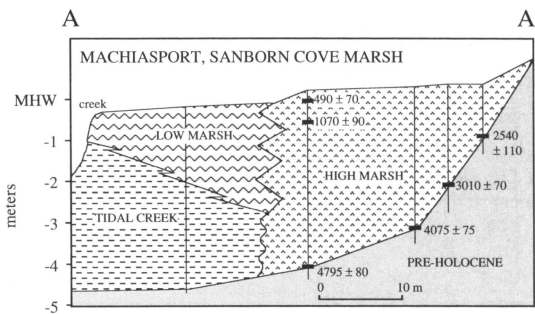 A A
MACHIASPORT, SANBORN COVE MARSH
MHW
creek
490 ± 70
1070 ± 90
LOW MARSH
-1
2540
± 110
HIGH MARSH
-2
3010 ± 70
meters
TIDAL CREEK
-3
4075 ± 75
PRE-HOLOCENE
-4
4795 ± 80
0 10 m
-5